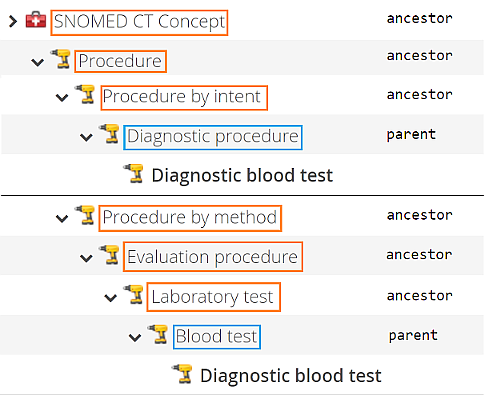 SNOMED CT Concept ancestor
Procedure ancestor
Procedure by intent ancestor
Diagnostic procedure parent
Diagnostic blood test
Procedure by method ancestor
Evaluation procedure ancestor
Laboratory test ancestor
Blood test parent
Diagnostic blood test